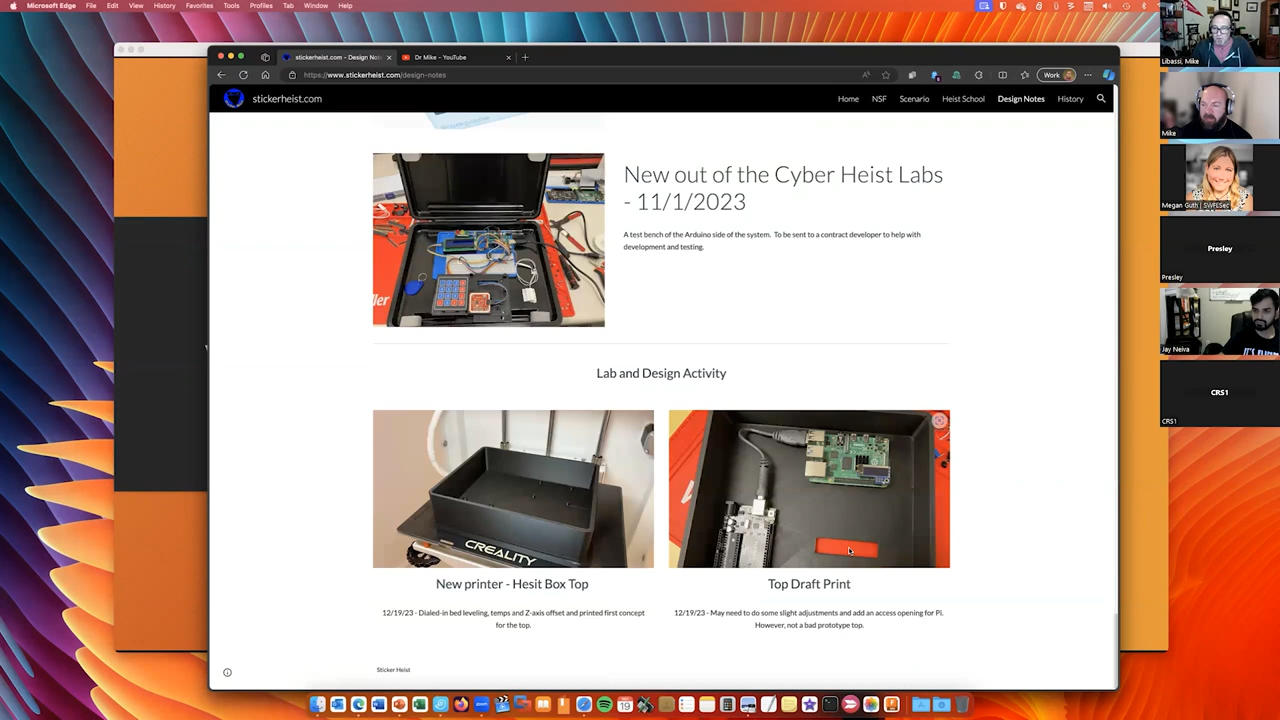 Microsoft Edge File Edit View History Favorites Tools Profiles Tab Window Help
stickerheist.com - Design Not
Dr Mike - YouTube
https://www.stickerheist.com/design-notes
Work
stickerheist.com
Home NSF Scenario Heist School Design Notes History
New out of the Cyber Heist Labs
- 11/1/2023
A test bench of the Arduino side of the system. To be sent to a contract developer to help with
development and testing.
Lab and Design Activity
CREALITY
New printer - Hesit Box Top
12/19/23 - Dialed-in bed leveling, temps and Z-axis offset and printed first concept
for the top.
Top Draft Print
12/19/23 - May need to do some slight adjustments and add an access opening for Pi.
However, not a bad prototype top.
Sticker Heist
Libassi, Mike
Mike
Megan Guth | SWFLSec
Presley
Presley
Jay Neiva
CRS1
CRS1
19